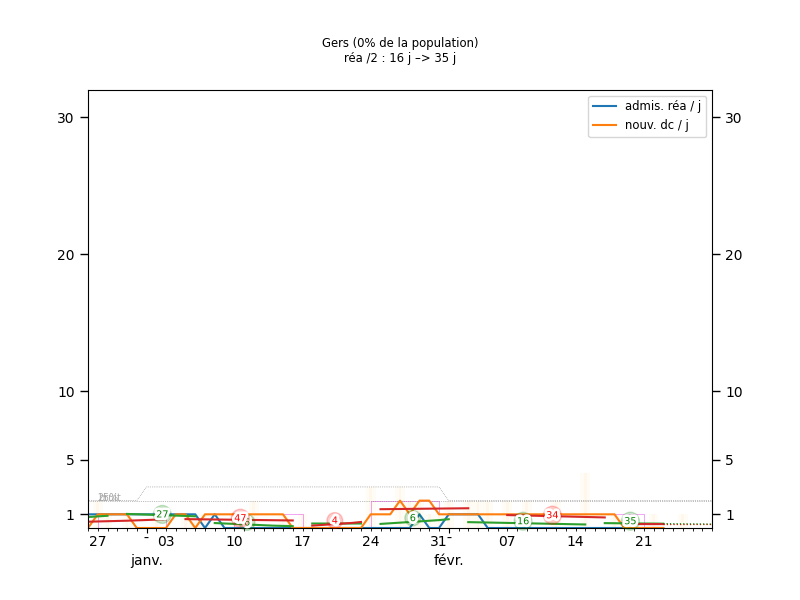 Gers (0% de la population)
réa /2 : 16 j –> 35 j
admis. réa / j
nouv. dc / j
30 30
20 20
10 10
5 5
1 1
27 47 4 6 16 34 35
27 - 03 10 17 24 31 - 07 14 21
janv. févr.